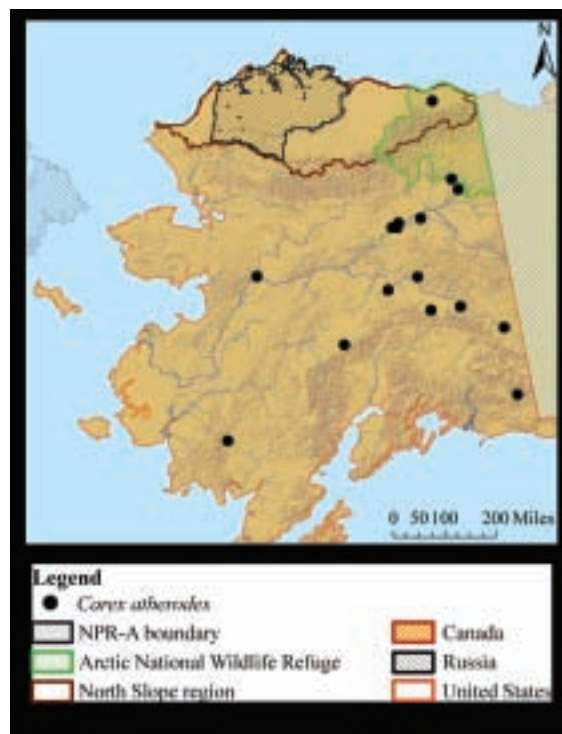 N
0 50 100 200 Miles
Legend
Carex atherodes
NPR-A boundary
Canada
Arctic National Wildlife Refuge
Russia
North Slope region
United States